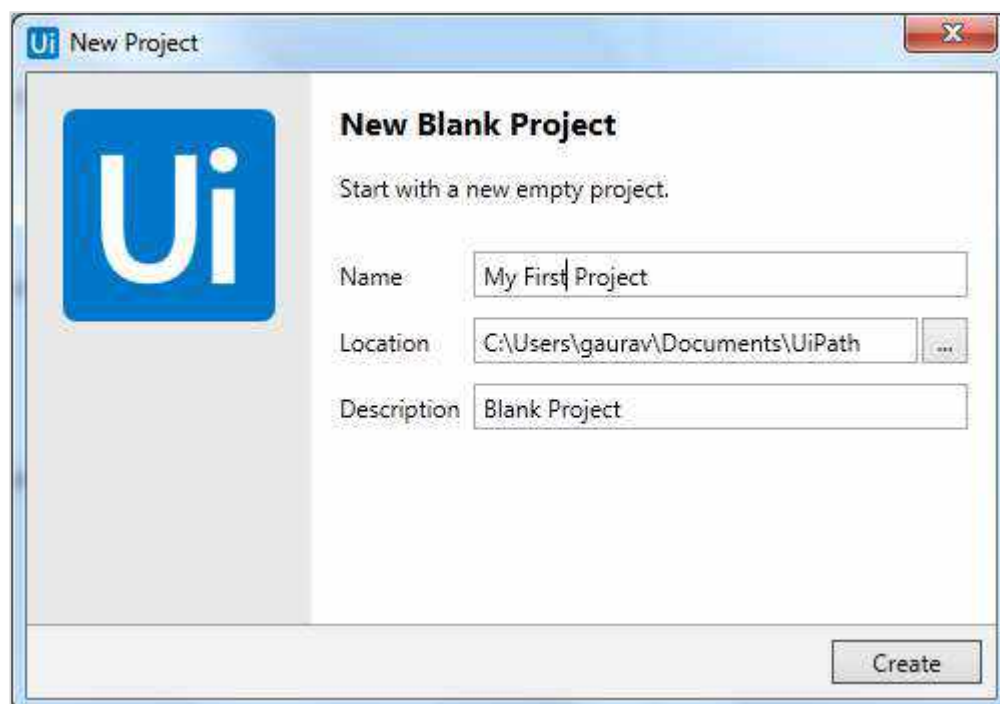 Ui New Project
Ui
New Blank Project
Start with a new empty project.
Name My First Project
Location C:\Users\gaurav\Documents\UiPath ...
Description Blank Project
Create